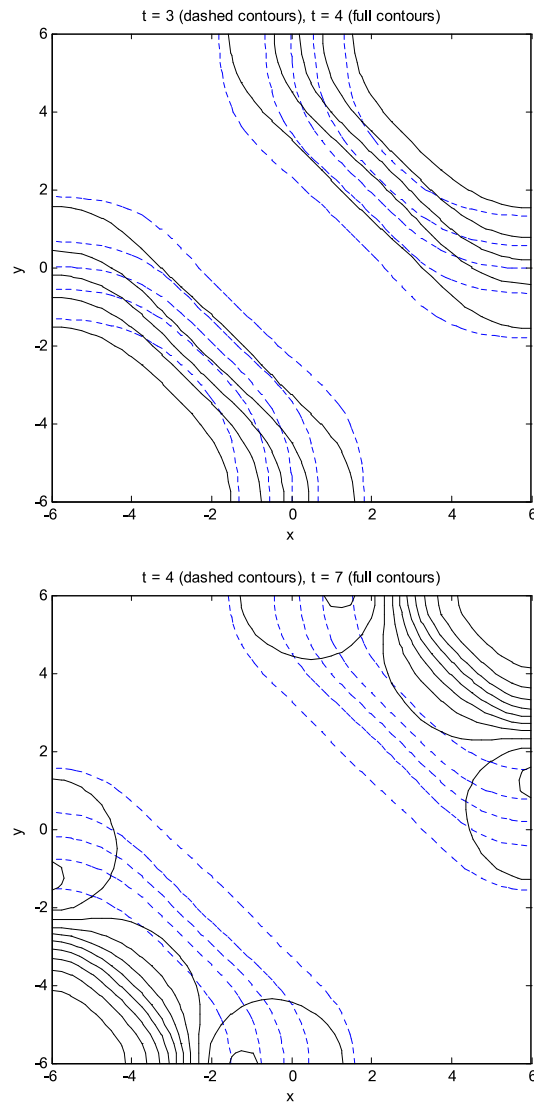 t = 3 (dashed contours), t = 4 (full contours)
6
4
2
0
-2
-4
-6
y
-6 -4 -2 0 2 4 6
x
t = 4 (dashed contours), t = 7 (full contours)
6
4
2
0
-2
-4
-6
y
-6 -4 -2 0 2 4 6
x